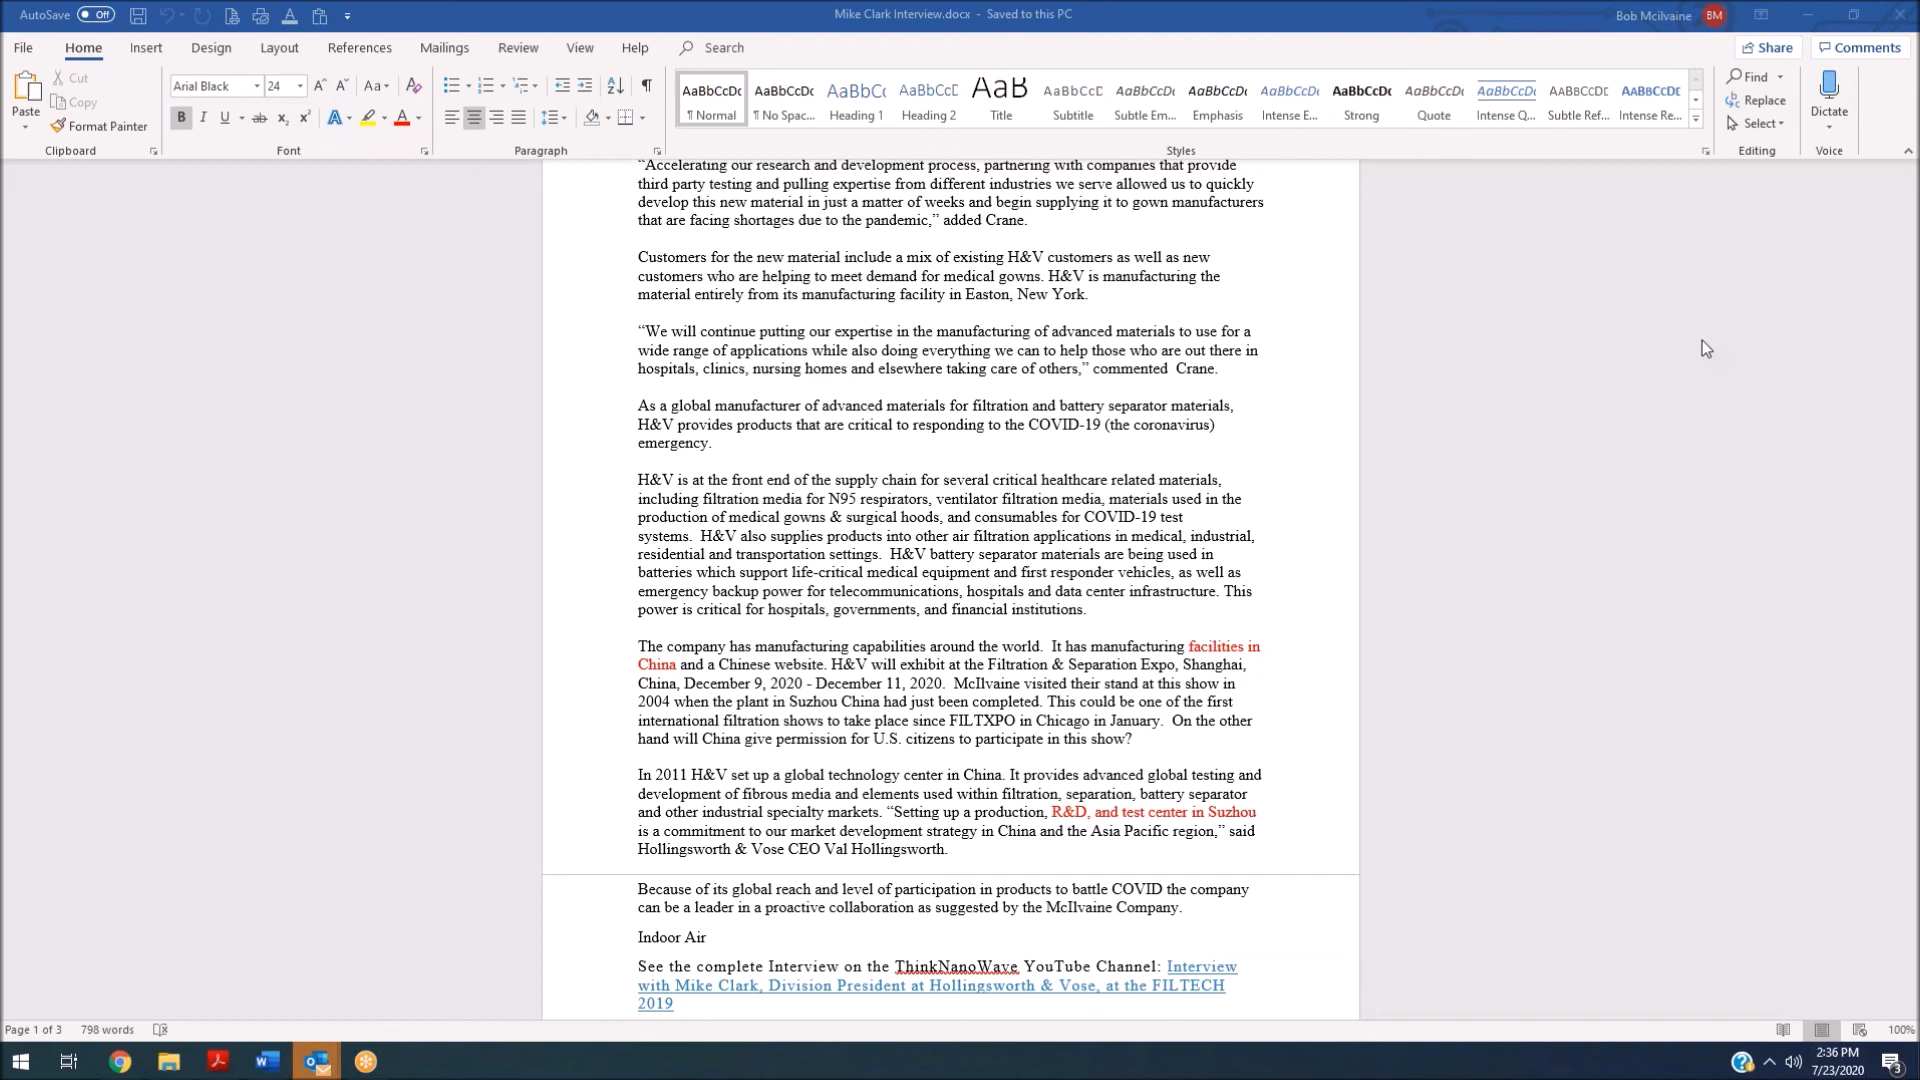 AutoSave Off
Mike Clark Interview.docx - Saved to this PC
Bob Mcilvaine BM
File Home Insert Design Layout References Mailings Review View Help Search
Share Comments
Paste
Cut
Copy
Format Painter
Clipboard
Arial Black 24
Font
Paragraph
AaBbCcDc AaBbCcDc AaBbCc AaBbCcD AaB AaBbCcD AaBbCcDc AaBbCcDc AaBbCcDc AaBbCcDc AaBbCcDc AaBbCcDc AABBCCDC AABBCCDC
¶ Normal ¶ No Spac... Heading 1 Heading 2 Title Subtitle Subtle Em... Emphasis Intense E... Strong Quote Intense Q... Subtle Ref... Intense Re...
Styles
Find
Replace
Select
Editing
Dictate
Voice
“Accelerating our research and development process, partnering with companies that provide
third party testing and pulling expertise from different industries we serve allowed us to quickly
develop this new material in just a matter of weeks and begin supplying it to gown manufacturers
that are facing shortages due to the pandemic,” added Crane.
Customers for the new material include a mix of existing H&V customers as well as new
customers who are helping to meet demand for medical gowns. H&V is manufacturing the
material entirely from its manufacturing facility in Easton, New York.
“We will continue putting our expertise in the manufacturing of advanced materials to use for a
wide range of applications while also doing everything we can to help those who are out there in
hospitals, clinics, nursing homes and elsewhere taking care of others,” commented Crane.
As a global manufacturer of advanced materials for filtration and battery separator materials,
H&V provides products that are critical to responding to the COVID-19 (the coronavirus)
emergency.
H&V is at the front end of the supply chain for several critical healthcare related materials,
including filtration media for N95 respirators, ventilator filtration media, materials used in the
production of medical gowns & surgical hoods, and consumables for COVID-19 test
systems. H&V also supplies products into other air filtration applications in medical, industrial,
residential and transportation settings. H&V battery separator materials are being used in
batteries which support life-critical medical equipment and first responder vehicles, as well as
emergency backup power for telecommunications, hospitals and data center infrastructure. This
power is critical for hospitals, governments, and financial institutions.
The company has manufacturing capabilities around the world. It has manufacturing facilities in
China and a Chinese website. H&V will exhibit at the Filtration & Separation Expo, Shanghai,
China, December 9, 2020 - December 11, 2020. McIlvaine visited their stand at this show in
2004 when the plant in Suzhou China had just been completed. This could be one of the first
international filtration shows to take place since FILTXPO in Chicago in January. On the other
hand will China give permission for U.S. citizens to participate in this show?
In 2011 H&V set up a global technology center in China. It provides advanced global testing and
development of fibrous media and elements used within filtration, separation, battery separator
and other industrial specialty markets. “Setting up a production, R&D, and test center in Suzhou
is a commitment to our market development strategy in China and the Asia Pacific region,” said
Hollingsworth & Vose CEO Val Hollingsworth.
Because of its global reach and level of participation in products to battle COVID the company
can be a leader in a proactive collaboration as suggested by the McIlvaine Company.
Indoor Air
See the complete Interview on the ThinkNanoWave YouTube Channel: Interview
with Mike Clark, Division President at Hollingsworth & Vose, at the FILTECH
2019
Page 1 of 3 798 words
100%
2:36 PM
7/23/2020
3